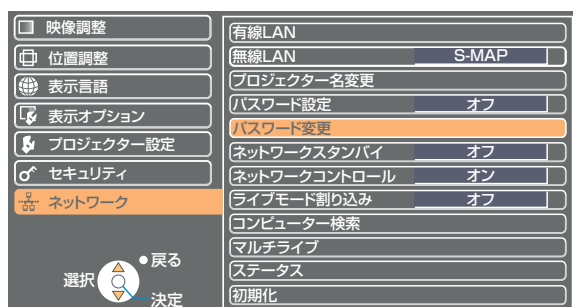 映像調整
位置調整
表示言語
表示オプション
プロジェクター設定
セキュリティ
ネットワーク
戻る
選択
決定
有線LAN
無線LAN S-MAP
プロジェクター名変更
パスワード設定 オフ
パスワード変更
ネットワークスタンバイ オフ
ネットワークコントロール オン
ライブモード割り込み オフ
コンピューター検索
マルチライブ
ステータス
初期化